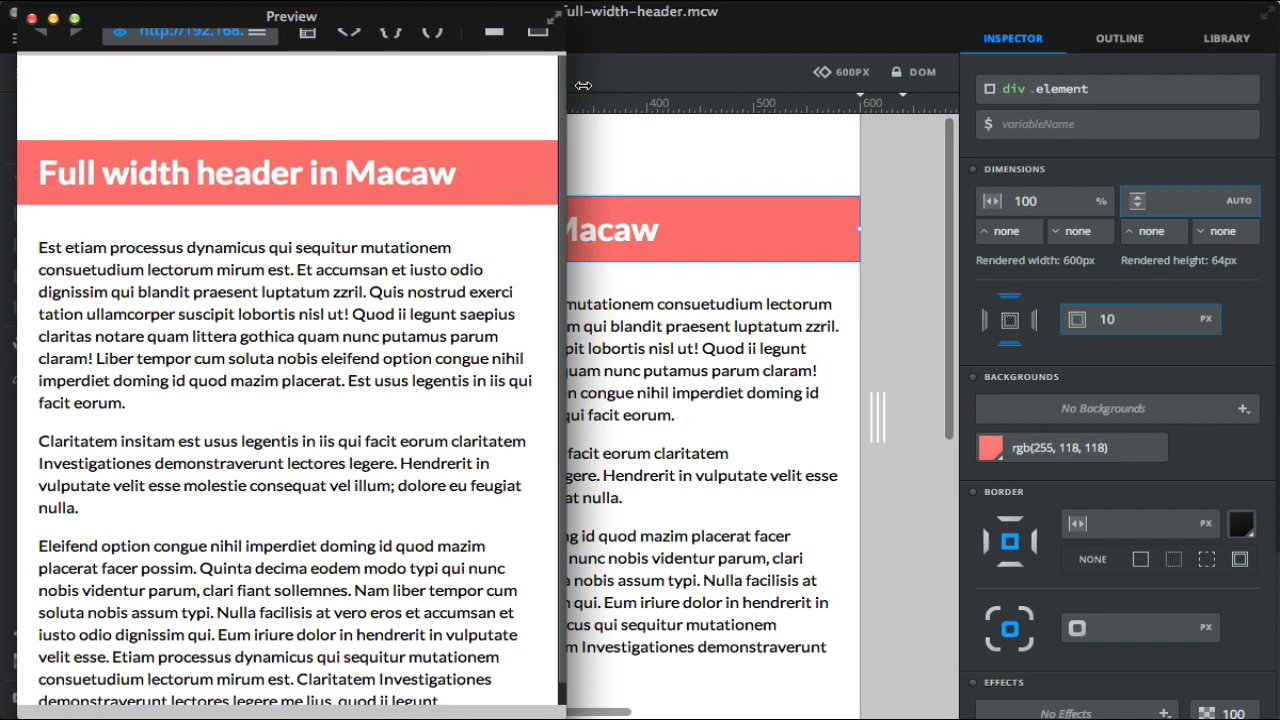 Preview
full-width-header.mcw
http://192.168.
600PX
DOM
400
500
600
INSPECTOR
OUTLINE
LIBRARY
Full width header in Macaw
Est etiam processus dynamicus qui sequitur mutationem
consuetudium lectorum mirum est. Et accumsan et iusto odio
dignissim qui blandit praesent luptatum zzril. Quis nostrud exerci
tation ullamcorper suscipit lobortis nisl ut! Quod ii legunt saepius
claritas notare quam littera gothica quam nunc putamus parum
claram! Liber tempor cum soluta nobis eleifend option congue nihil
imperdiet doming id quod mazim placerat. Est usus legentis in iis qui
facit eorum.
Claritatem insitam est usus legentis in iis qui facit eorum claritatem
Investigationes demonstraverunt lectores legere. Hendrerit in
vulputate velit esse molestie consequat vel illum; dolore eu feugiat
nulla.
Eleifend option congue nihil imperdiet doming id quod mazim
placerat facer possim. Quinta decima eodem modo typi qui nunc
nobis videntur parum, clari fiant sollemnes. Nam liber tempor cum
soluta nobis assum typi. Nulla facilisis at vero eros et accumsan et
iusto odio dignissim qui. Eum iriure dolor in hendrerit in vulputate
velit esse. Etiam processus dynamicus qui sequitur mutationem
consuetudium lectorum mirum est. Claritatem Investigationes
demonstraverunt lectores legere me lius, quod ii legunt
Macaw
mutationem consuetudium lectorum
m qui blandit praesent luptatum zzril.
pit lobortis nisl ut! Quod ii legunt
quam nunc putamus parum claram!
n congue nihil imperdiet doming id
qui facit eorum.
facit eorum claritatem
gere. Hendrerit in vulputate velit esse
at nulla.
ng id quod mazim placerat facer
nunc nobis videntur parum, clari
a nobis assum typi. Nulla facilisis at
n qui. Eum iriure dolor in hendrerit in
cus qui sequitur mutationem
m Investigationes demonstraverunt
div.element
$ variableName
DIMENSIONS
100 %
AUTO
none
none
none
none
Rendered width: 600px
Rendered height: 64px
10 PX
BACKGROUNDS
No Backgrounds
rgb(255, 118, 118)
BORDER
PX
NONE
PX
EFFECTS
No Effects
100